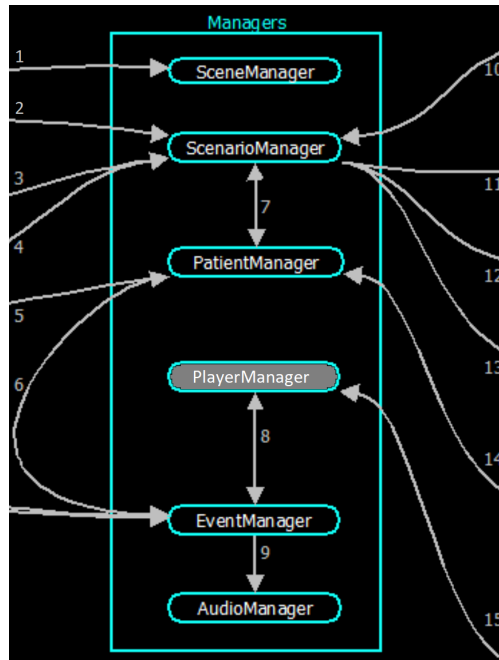 Managers
1
SceneManager
10
2
ScenarioManager
3
11
4
7
12
PatientManager
5
13
6
PlayerManager
8
14
EventManager
9
AudioManager
15